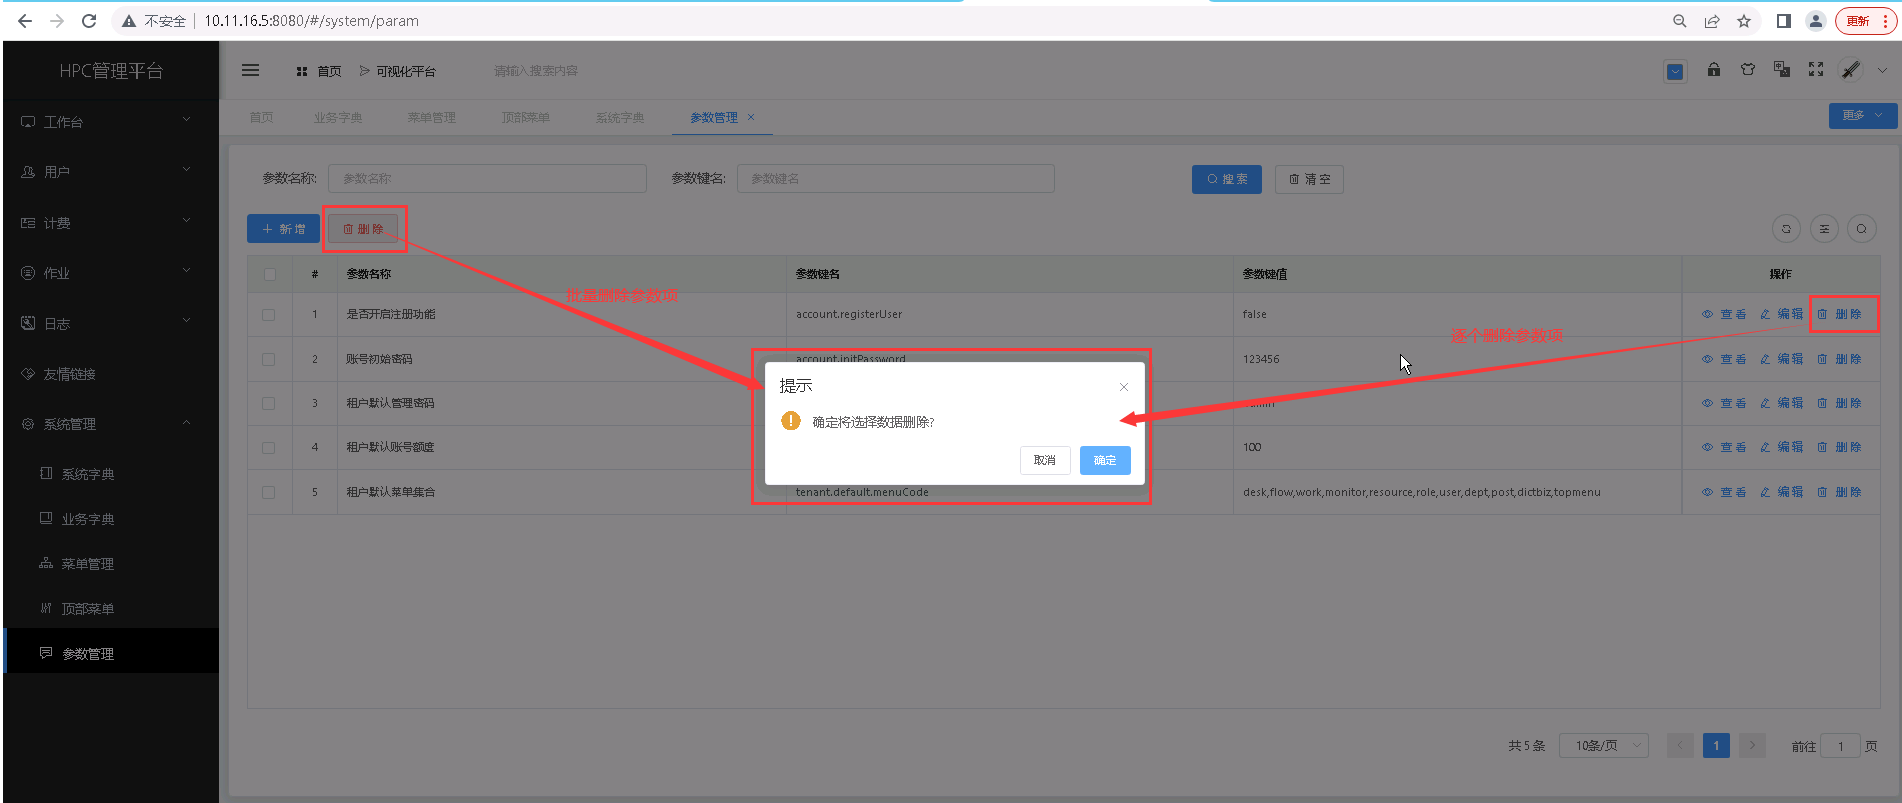 不安全 10.11.16.5:8080/#/system/param 更新
HPC管理平台 首页 可视化平台 请输入搜索内容
工作台
用户
计费
作业
日志
友情链接
系统管理
系统字典
业务字典
菜单管理
顶部菜单
参数管理
首页 业务字典 菜单管理 顶部菜单 系统字典 参数管理 × 更多
参数名称: 参数名称 参数键名: 参数键名 搜索 清空
新增 删除
# 参数名称 参数键名 参数键值 操作
批量删除参数项
1 是否开启注册功能 account.registerUser false 查看 编辑 删除
逐个删除参数项
2 账号初始密码 account.initPassword 123456 查看 编辑 删除
3 租户默认管理密码 查看 编辑 删除
4 租户默认账号额度 100 查看 编辑 删除
5 租户默认菜单集合 tenant.default.menuCode desk,flow,work,monitor,resource,role,user,dept,post,dictbiz,topmenu 查看 编辑 删除
提示
确定将选择数据删除?
取消 确定
共 5 条 10条/页 1 前往 1 页